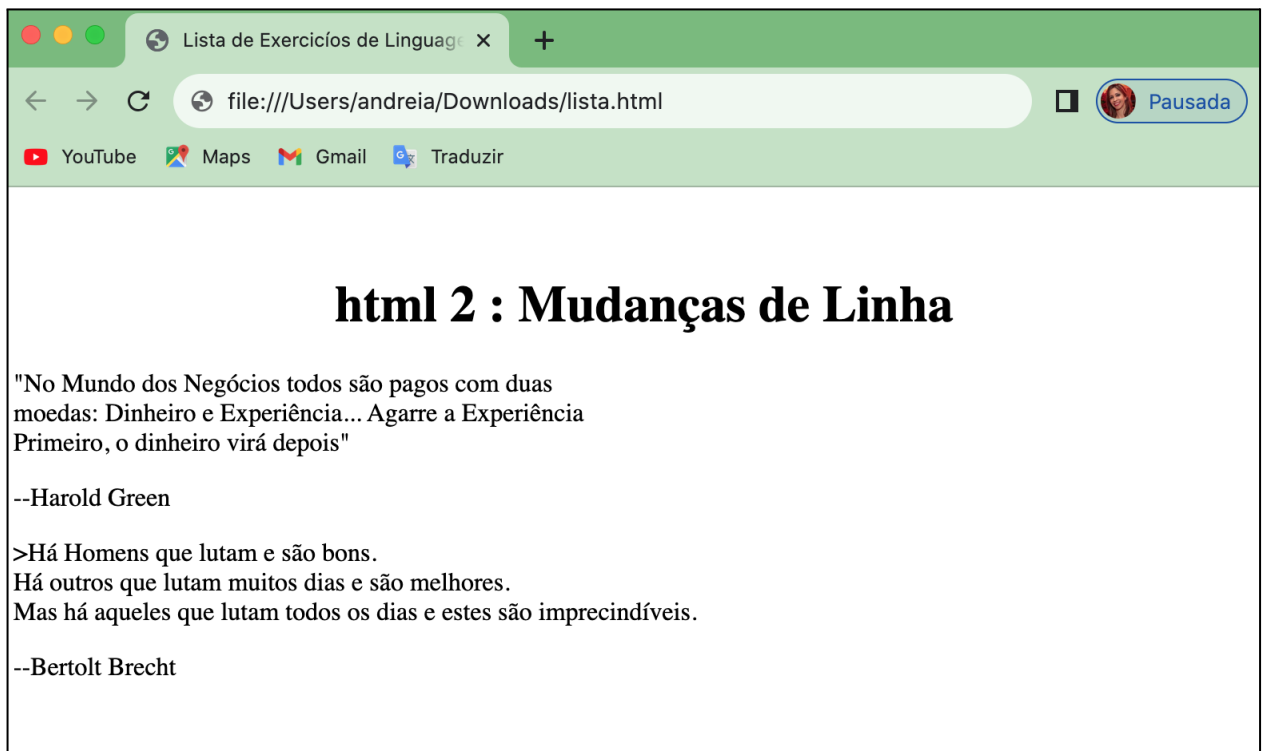 Lista de Exercicíos de Linguage
file:///Users/andreia/Downloads/lista.html
Pausada
YouTube Maps Gmail Traduzir
html 2 : Mudanças de Linha
"No Mundo dos Negócios todos são pagos com duas
moedas: Dinheiro e Experiência... Agarre a Experiência
Primeiro, o dinheiro virá depois"
--Harold Green
>Há Homens que lutam e são bons.
Há outros que lutam muitos dias e são melhores.
Mas há aqueles que lutam todos os dias e estes são imprecindíveis.
--Bertolt Brecht